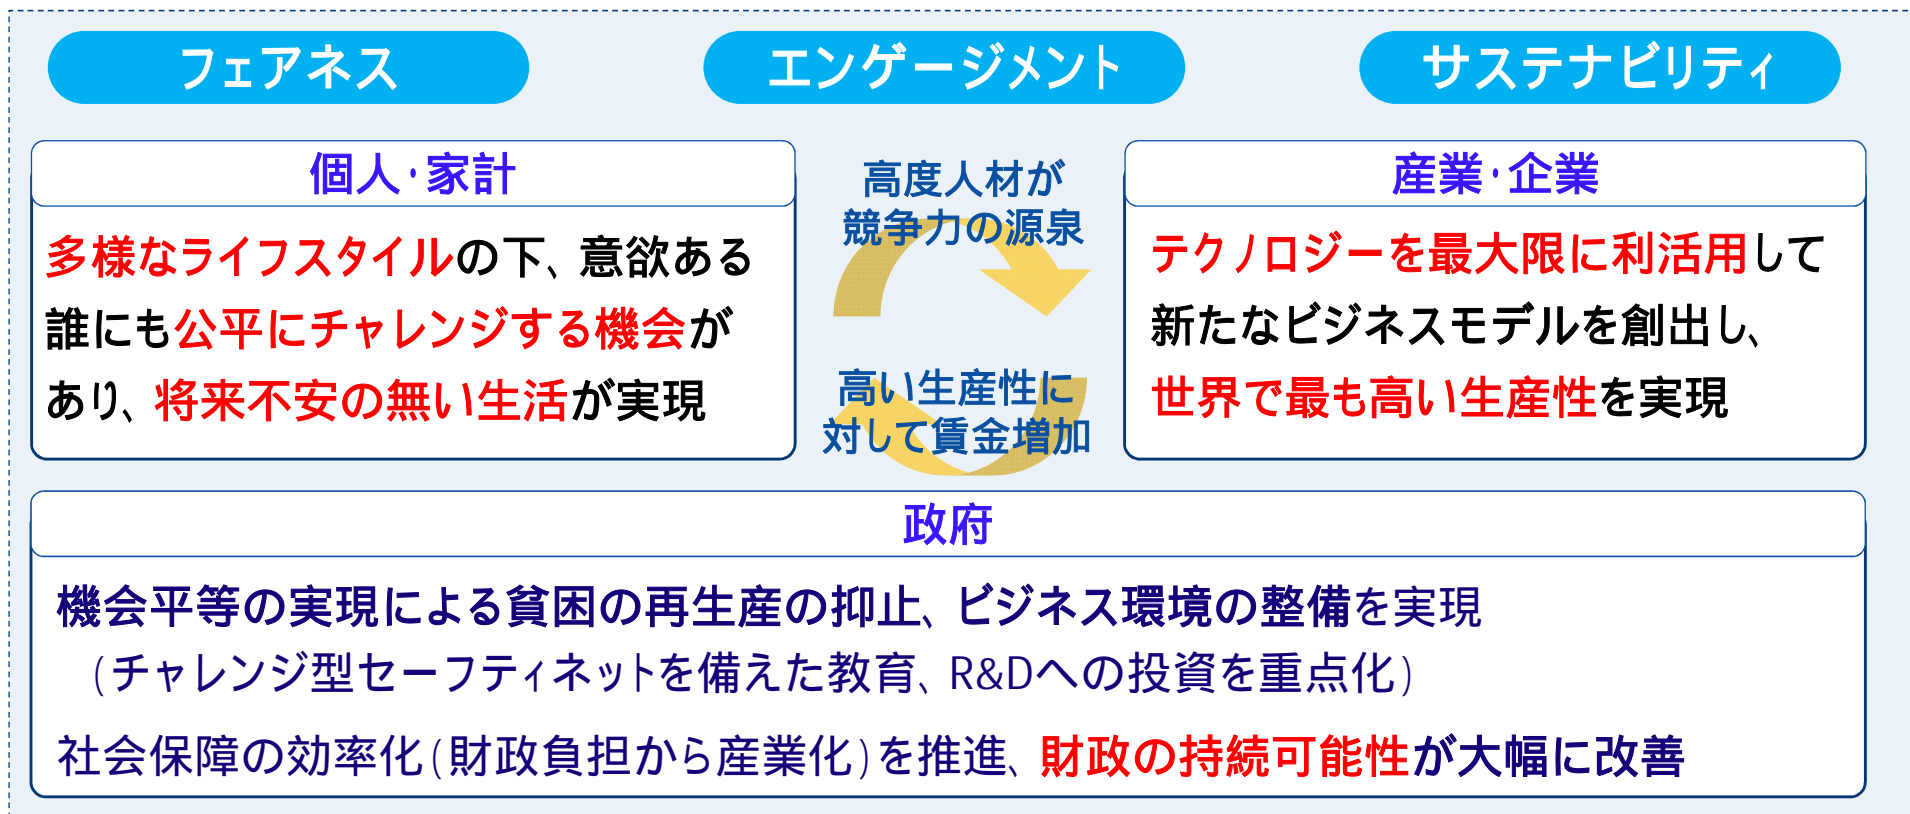 フェアネス
エンゲージメント
サステナビリティ
個人・家計
多様なライフスタイルの下、意欲ある
誰にも公平にチャレンジする機会が
あり、将来不安の無い生活が実現
高度人材が
競争力の源泉
高い生産性に
対して賃金増加
産業・企業
テクノロジーを最大限に利活用して
新たなビジネスモデルを創出し、
世界で最も高い生産性を実現
政府
機会平等の実現による貧困の再生産の抑止、ビジネス環境の整備を実現
（チャレンジ型セーフティネットを備えた教育、R&Dへの投資を重点化）
社会保障の効率化（財政負担から産業化）を推進、財政の持続可能性が大幅に改善